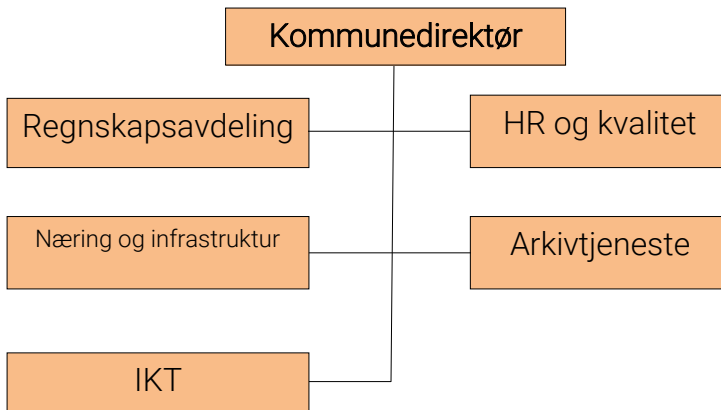 Kommunedirektør
Regnskapsavdeling
HR og kvalitet
Næring og infrastruktur
Arkivtjeneste
IKT